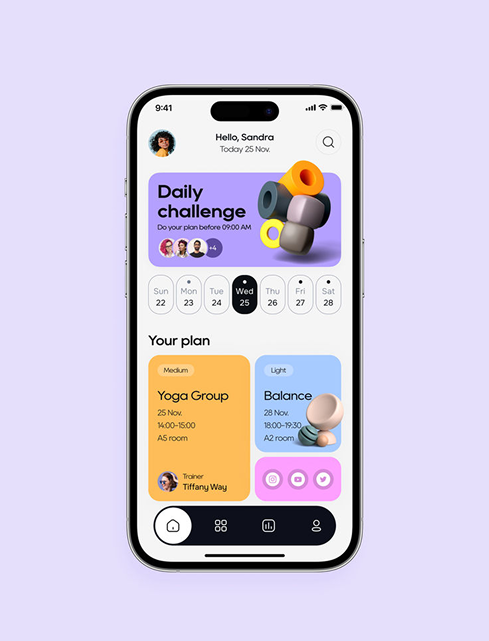 9:41
Hello, Sandra
Today 25 Nov.
Daily
challenge
Do your plan before 09:00 AM
+4
Sun Mon Tue Wed Thu Fri Sat
22 23 24 25 26 27 28
Your plan
Medium
Yoga Group
25 Nov.
14:00-15:00
A5 room
Trainer
Tiffany Way
Light
Balance
28 Nov.
18:00-19:30
A2 room